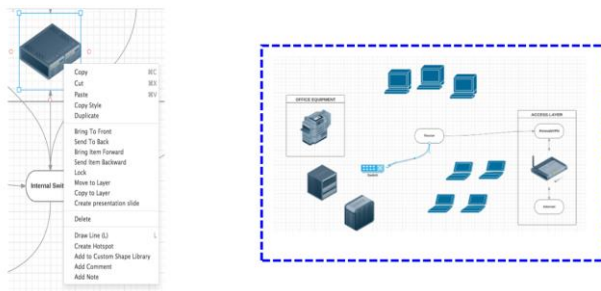 Copy ⌘C
Cut ⌘X
Paste ⌘V
Copy Style
Duplicate
Bring To Front
Send To Back
Bring Item Forward
Send Item Backward
Lock
Move to Layer
Copy to Layer
Create presentation slide
Delete
Draw Line (L) L
Create Hotspot
Add to Custom Shape Library
Add Comment
Add Note
Internal Swit
OFFICE EQUIPMENT
ACCESS LAYER
Router
Switch
Internet